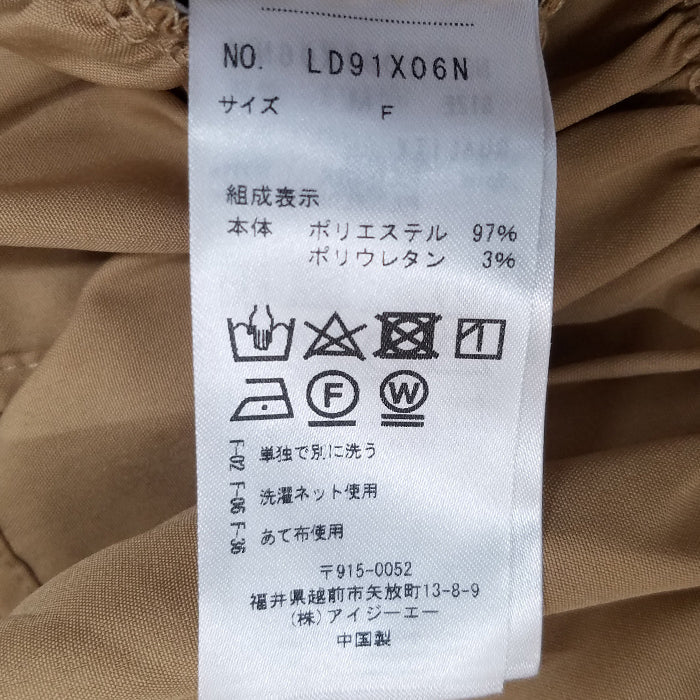 NO. LD91X06N
サイズ F
組成表示
本体 ポリエステル 97%
ポリウレタン 3%
F
W
F-02 単独で別に洗う
F-06 洗濯ネット使用
F-36 あて布使用
〒915-0052
福井県越前市矢放町13-8-9
(株)アイジーエー
中国製